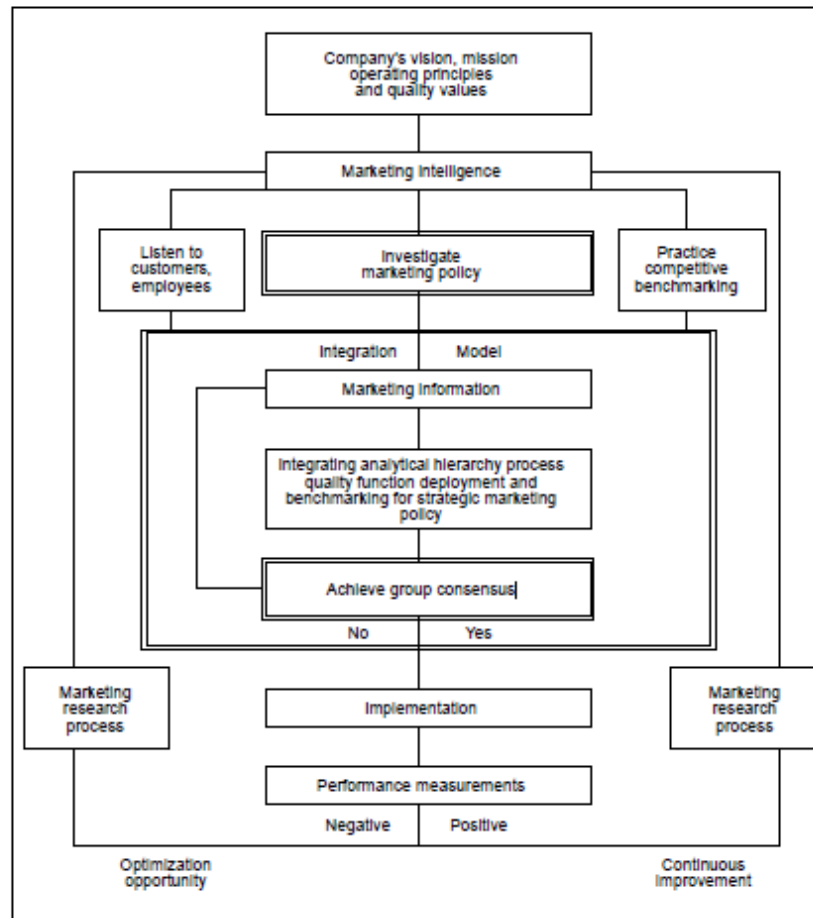 Company's vision, mission
operating principles
and quality values
Marketing intelligence
Listen to
customers,
employees
Investigate
marketing policy
Practice
competitive
benchmarking
Integration Model
Marketing information
Integrating analytical hierarchy process
quality function deployment and
benchmarking for strategic marketing
policy
Achieve group consensus
No Yes
Marketing
research
process
Implementation
Marketing
research
process
Performance measurements
Negative Positive
Optimization
opportunity
Continuous
improvement